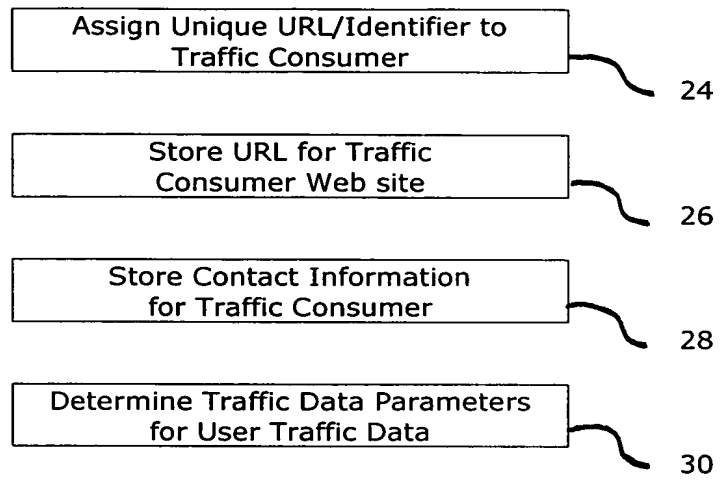 Assign Unique URL/Identifier to
Traffic Consumer
24
Store URL for Traffic
Consumer Web site
26
Store Contact Information
for Traffic Consumer
28
Determine Traffic Data Parameters
for User Traffic Data
30